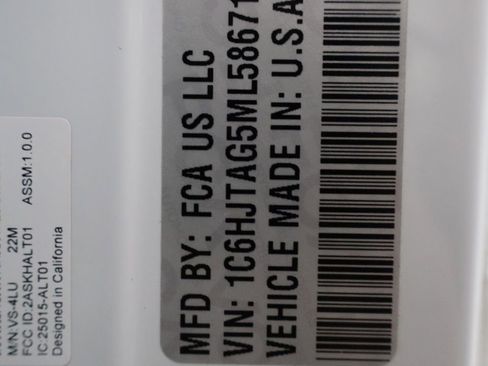 M/N:VS-4LU 22M
FCC ID:2ASKHALT01 ASSM:1.0.0
IC:25015-ALT01
Designed in California
MFD BY: FCA US LLC
VIN: 1C6HJTAG5ML58671
VEHICLE MADE IN: U.S.A